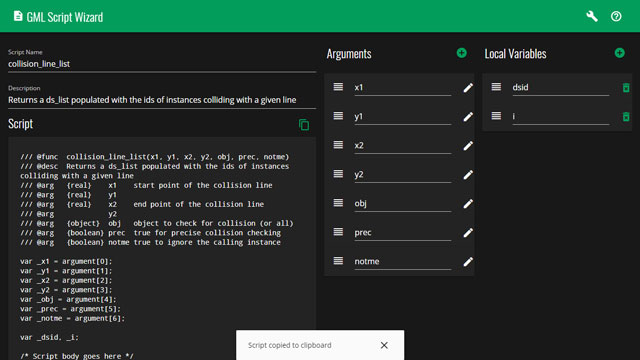 GML Script Wizard
Script Name
collision_line_list
Description
Returns a ds_list populated with the ids of instances colliding with a given line
Script
/// @func  collision_line_list(x1, y1, x2, y2, obj, prec, notme)
/// @desc  Returns a ds_list populated with the ids of instances
colliding with a given line
/// @arg   {real}    x1    start point of the collision line
/// @arg   {real}    y1
/// @arg   {real}    x2    end point of the collision line
/// @arg             y2
/// @arg   {object}  obj   object to check for collision (or all)
/// @arg   {boolean} prec  true for precise collision checking
/// @arg   {boolean} notme true to ignore the calling instance
var _x1 = argument[0];
var _y1 = argument[1];
var _x2 = argument[2];
var _y2 = argument[3];
var _obj = argument[4];
var _prec = argument[5];
var _notme = argument[6];
var _dsid, _i;
/* Script body goes here */
Arguments
x1
y1
x2
y2
obj
prec
notme
Local Variables
dsid
i
Script copied to clipboard